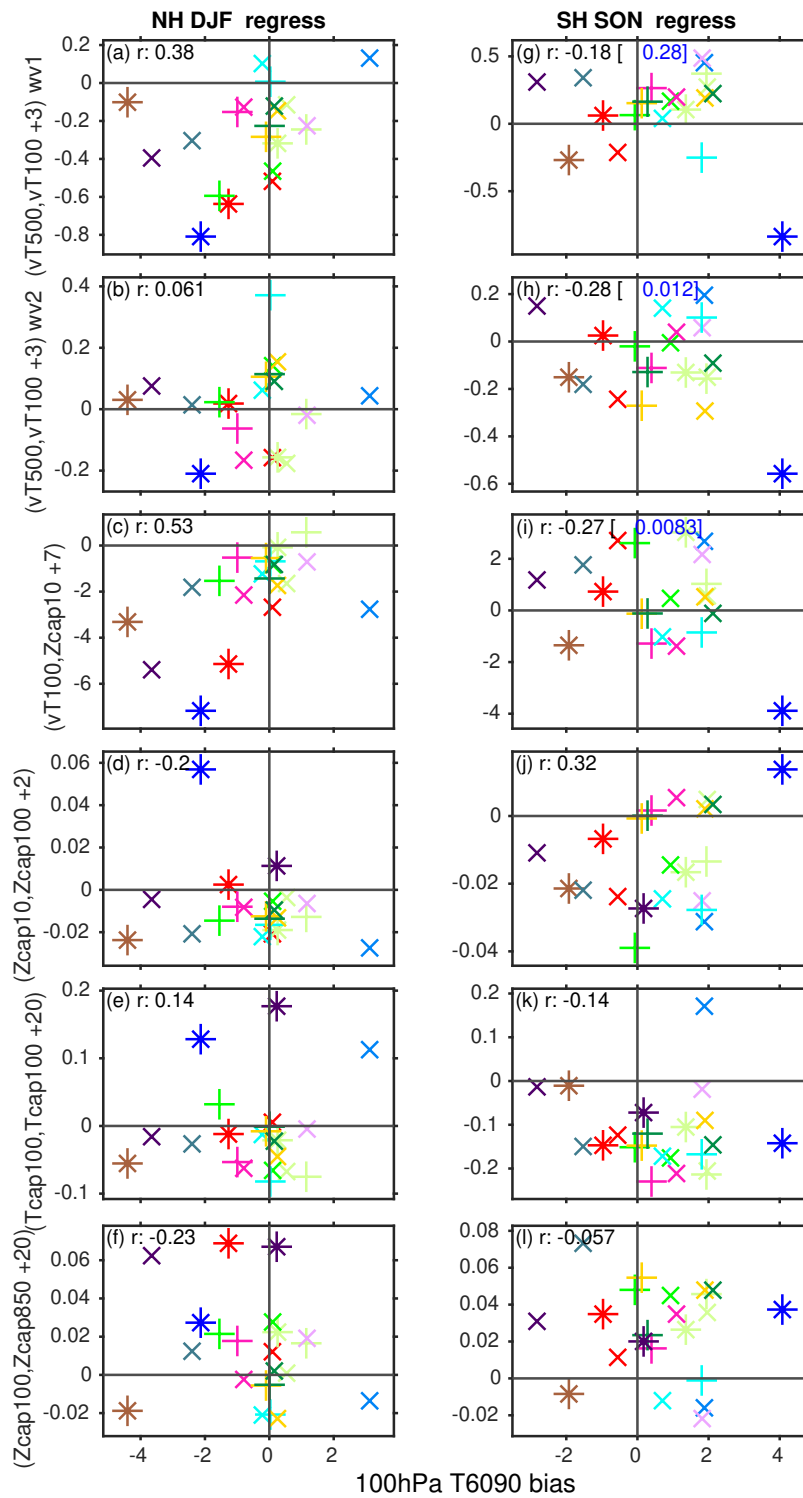 NH DJF regress
SH SON regress
(a) r: 0.38
0.2
0
-0.2
-0.4
-0.6
-0.8
(vT500,vT100 +3) wv1
(g) r: -0.18 [ 0.28]
0.5
0
-0.5
(b) r: 0.061
0.4
0.2
0
-0.2
(vT500,vT100 +3) wv2
(h) r: -0.28 [ 0.012]
0.2
0
-0.2
-0.4
-0.6
(c) r: 0.53
0
-2
-4
-6
(vT100,Zcap10 +7)
(i) r: -0.27 [ 0.0083]
2
0
-2
-4
(d) r: -0.2
0.06
0.04
0.02
0
-0.02
(Zcap10,Zcap100 +2)
(j) r: 0.32
0
-0.02
-0.04
(e) r: 0.14
0.2
0.1
0
-0.1
(Tcap100,Tcap100 +20)
(k) r: -0.14
0.2
0.1
0
-0.1
-0.2
(f) r: -0.23
0.06
0.04
0.02
0
-0.02
(Zcap100,Zcap850 +20)
-4
-2
0
2
(l) r: -0.057
0.08
0.06
0.04
0.02
0
-0.02
-2
0
2
4
100hPa T6090 bias